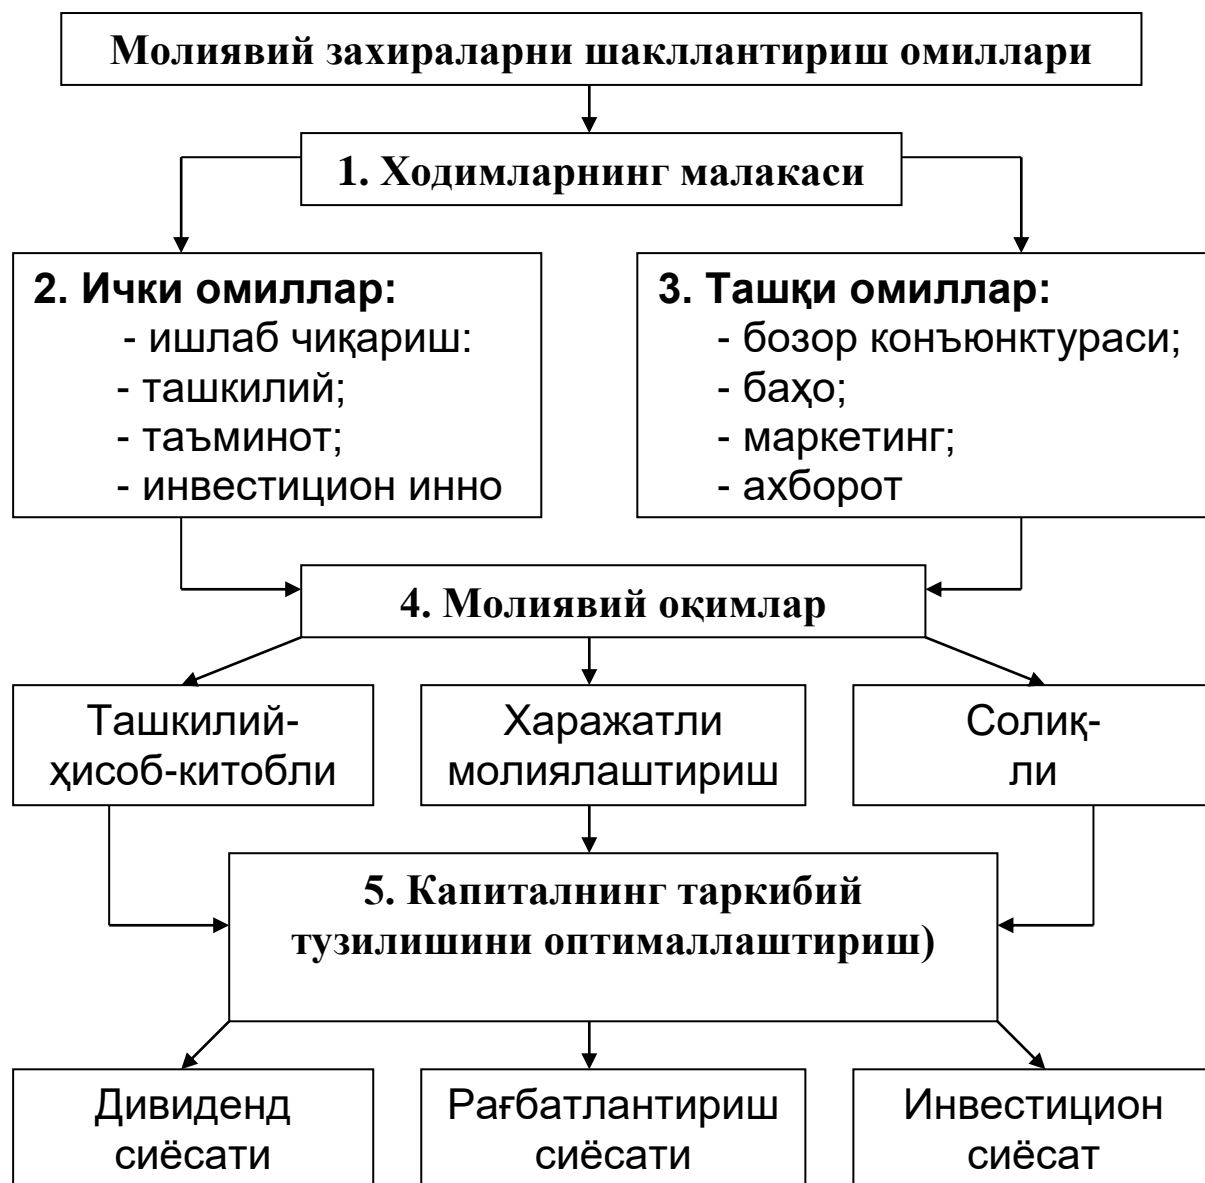 Молиявий захираларни шакллантириш омиллари
1. Ходимларнинг малакаси
2. Ички омиллар:
- ишлаб чиқариш:
- ташкилий;
- таъминот;
- инвестицион инно
3. Ташқи омиллар:
- бозор конъюнктураси;
- баҳо;
- маркетинг;
- ахборот
4. Молиявий оқимлар
Ташкилий-
ҳисоб-китобли
Харажатли
молиялаштириш
Солиқ-
ли
5. Капиталнинг таркибий
тузилишини оптималлаштириш)
Дивиденд
сиёсати
Рағбатлантириш
сиёсати
Инвестицион
сиёсат